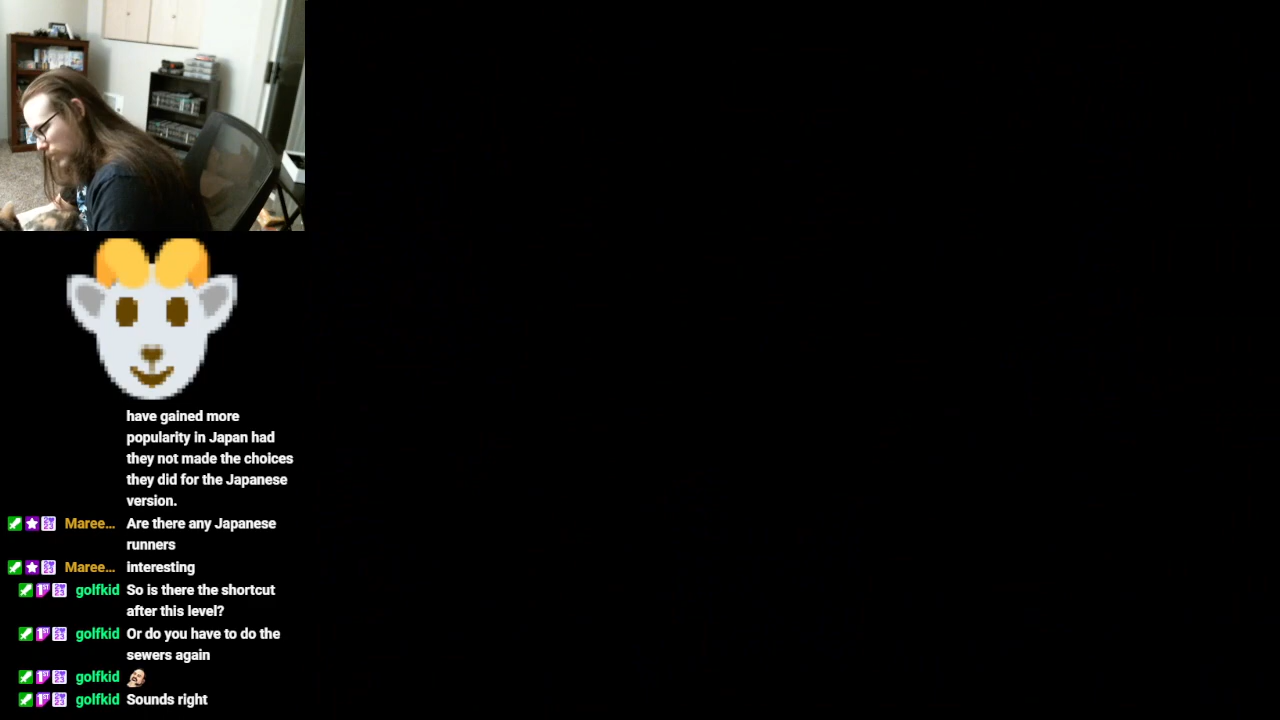 have gained more
popularity in Japan had
they not made the choices
they did for the Japanese
version.
Maree... Are there any Japanese
runners
Maree... interesting
golfkid So is there the shortcut
after this level?
golfkid Or do you have to do the
sewers again
golfkid
golfkid Sounds right